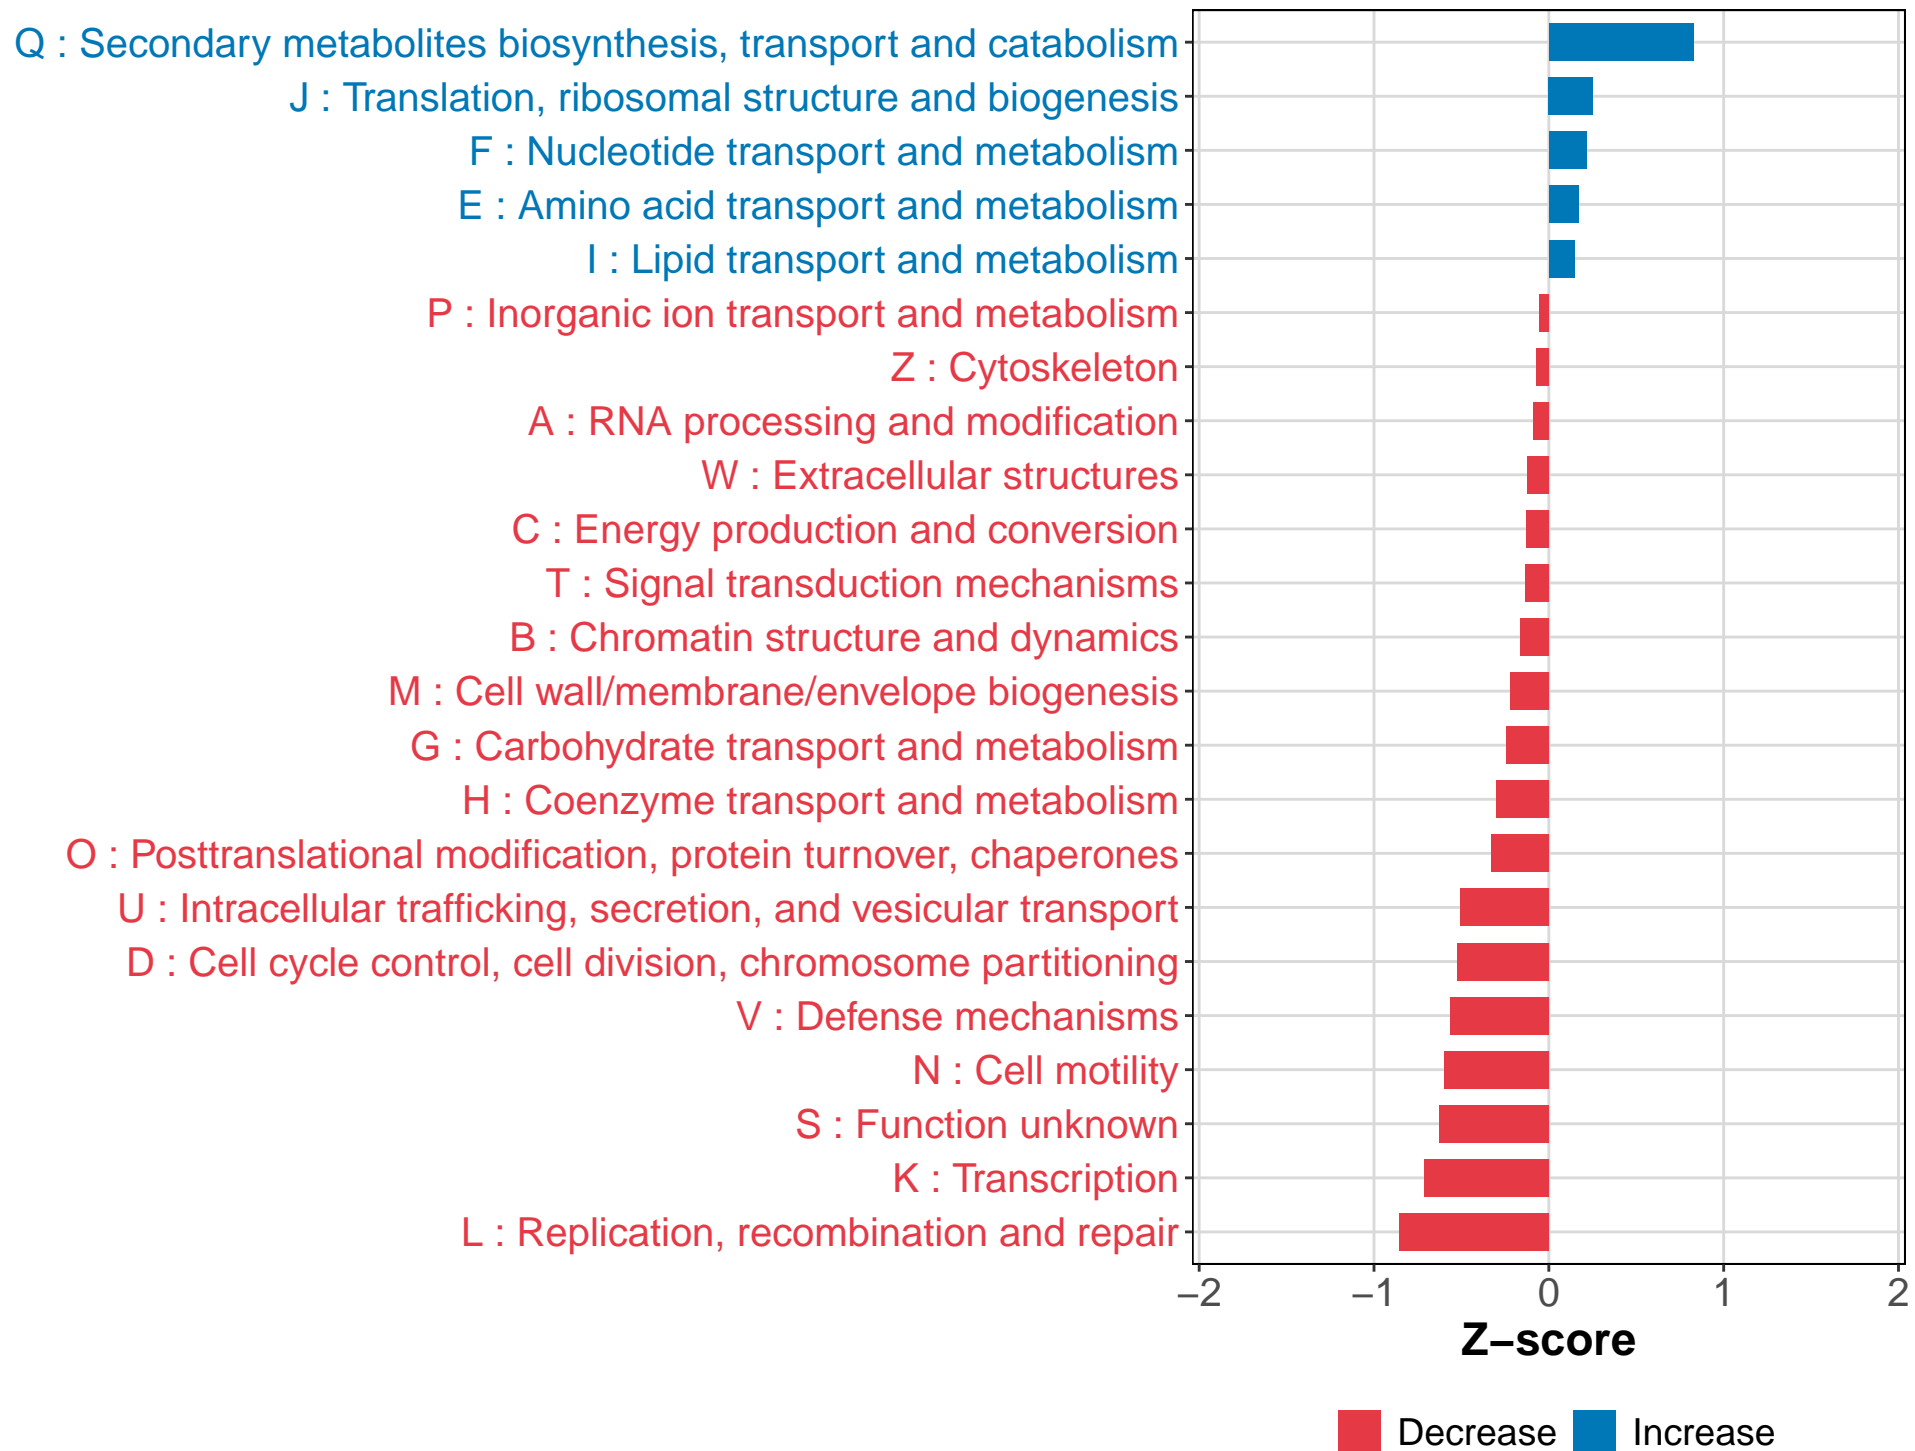 Q : Secondary metabolites biosynthesis, transport and catabolism
J : Translation, ribosomal structure and biogenesis
F : Nucleotide transport and metabolism
E : Amino acid transport and metabolism
I : Lipid transport and metabolism
P : Inorganic ion transport and metabolism
Z : Cytoskeleton
A : RNA processing and modification
W : Extracellular structures
C : Energy production and conversion
T : Signal transduction mechanisms
B : Chromatin structure and dynamics
M : Cell wall/membrane/envelope biogenesis
G : Carbohydrate transport and metabolism
H : Coenzyme transport and metabolism
O : Posttranslational modification, protein turnover, chaperones
U : Intracellular trafficking, secretion, and vesicular transport
D : Cell cycle control, cell division, chromosome partitioning
V : Defense mechanisms
N : Cell motility
S : Function unknown
K : Transcription
L : Replication, recombination and repair
−2 −1 0 1 2
Z−score
Decrease Increase